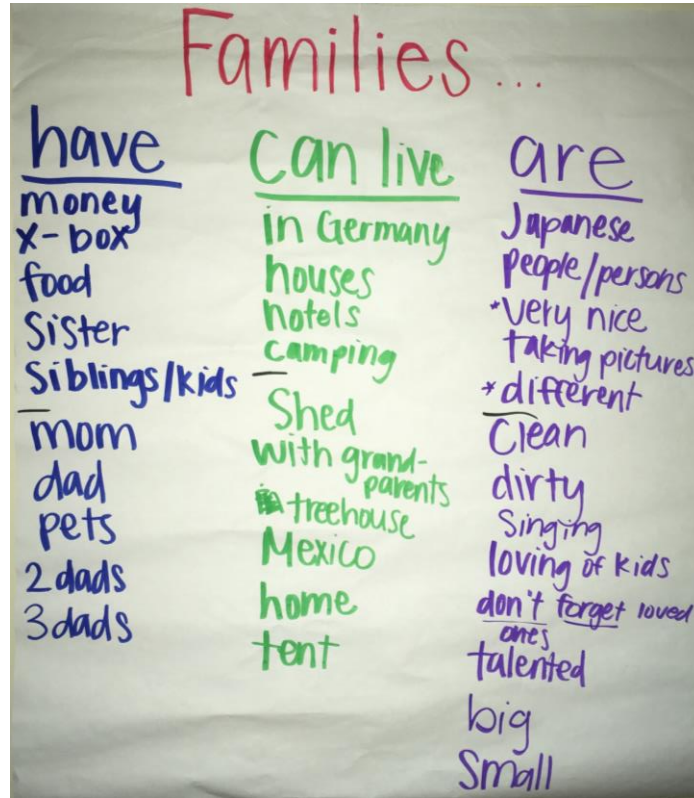 Families...
have
money
x-box
food
Sister
Siblings/kids
mom
dad
pets
2 dads
3 dads
can live
in Germany
houses
hotels
camping
Shed
with grand-
parents
treehouse
Mexico
home
tent
are
Japanese
people/persons
*very nice
taking pictures
*different
Clean
dirty
Singing
loving of kids
don't forget loved
ones
talented
big
Small